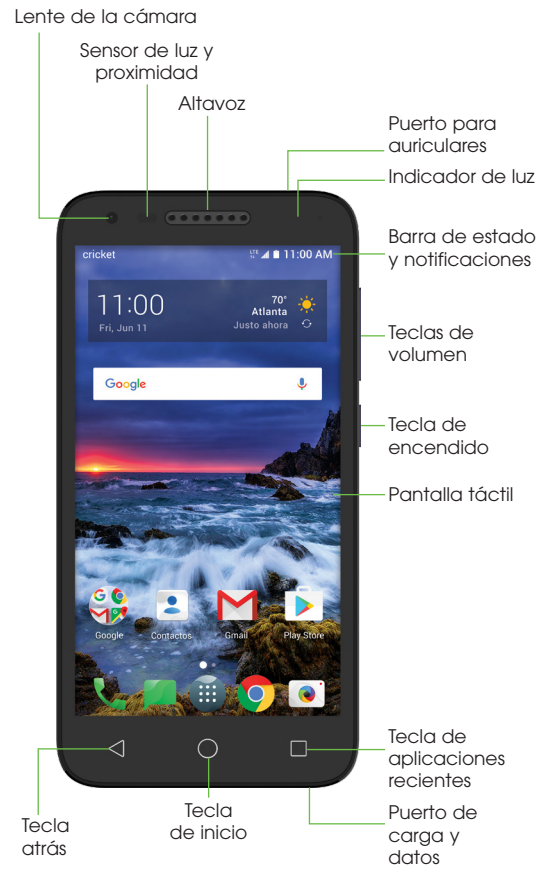 Lente de la cámara
Sensor de luz y
proximidad
Altavoz
Puerto para
auriculares
Indicador de luz
Barra de estado
y notificaciones
Teclas de
volumen
Tecla de
encendido
Pantalla táctil
cricket
LTE
11:00 AM
11:00
Fri, Jun 11
70°
Atlanta
Justo ahora
Google
Google
Contactos
Gmail
Play Store
Tecla
atrás
Tecla
de inicio
Tecla de
aplicaciones
recientes
Puerto de
carga y
datos